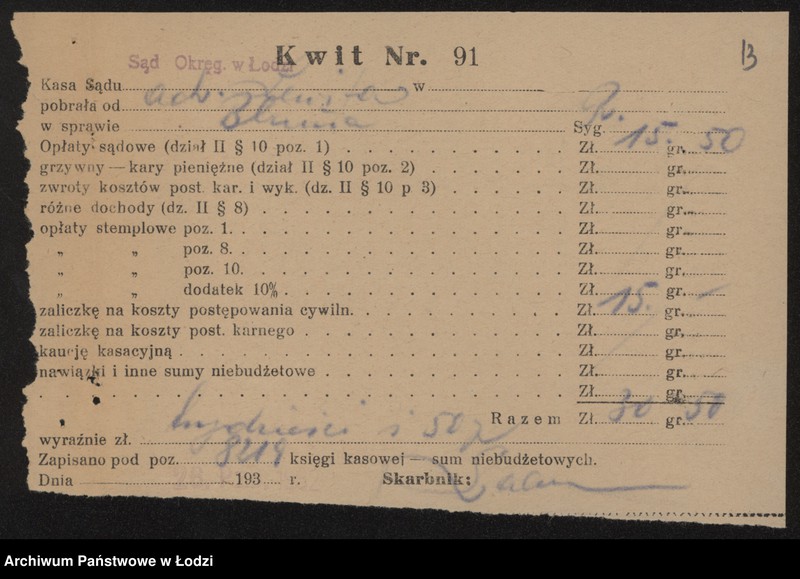 Kwit Nr. 91
13
Sąd Okręg. w Łodzi
Kasa Sądu w
pobrała od adw.
w sprawie Syg.
Opłaty sądowe (dział II § 10 poz. 1) Zł. 15. gr. 50
grzywny — kary pieniężne (dział II § 10 poz. 2) Zł. gr.
zwroty kosztów post. kar. i wyk. (dz. II § 10 p 3) Zł. gr.
różne dochody (dz. II § 8) Zł. gr.
opłaty stemplowe poz. 1. Zł. gr.
„ „ poz. 8. Zł. gr.
„ „ poz. 10. Zł. gr.
„ „ dodatek 10% Zł. gr.
zaliczkę na koszty postępowania cywiln. Zł. 15. gr. —
zaliczkę na koszty post. karnego Zł. gr.
kaucję kasacyjną Zł. gr.
nawiązki i inne sumy niebudżetowe Zł. gr.
Zł. gr.
Razem Zł. 30 gr. 50
wyraźnie zł. trzydzieści i 50 gr
Zapisano pod poz. 8214 księgi kasowej — sum niebudżetowych.
Dnia 193 r. Skarbnik:
Archiwum Państwowe w Łodzi